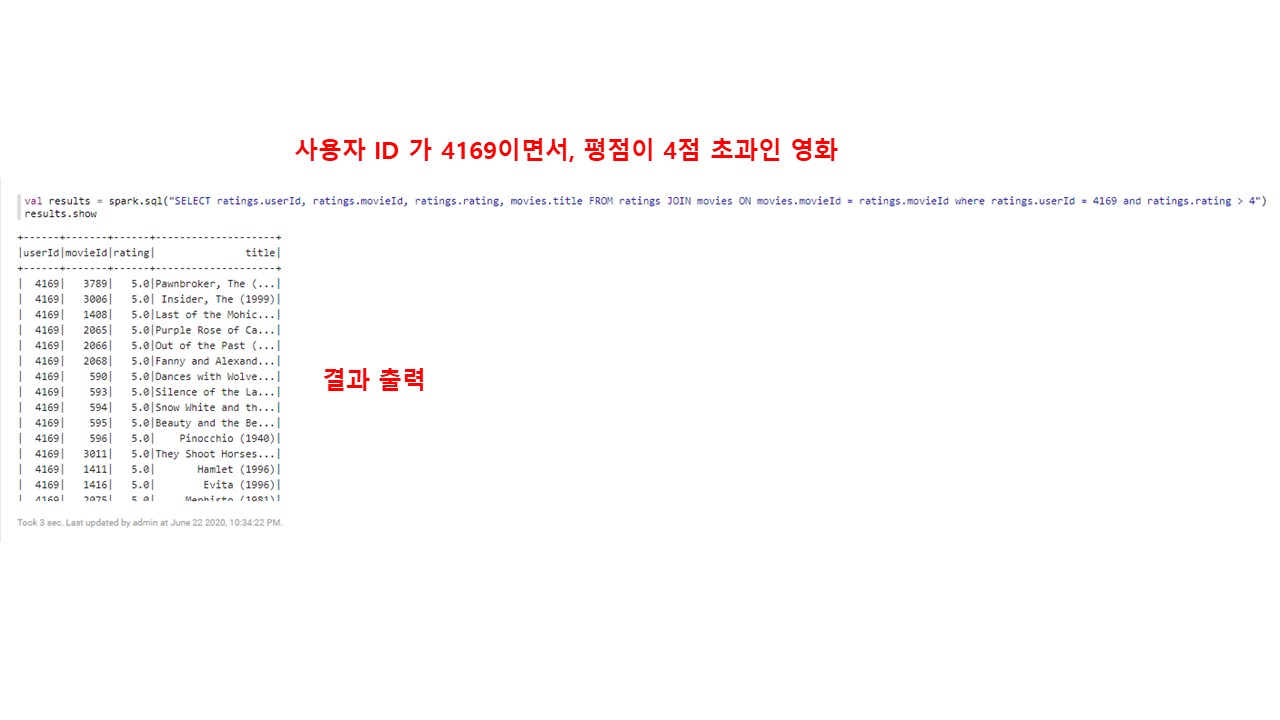 사용자 ID 가 4169이면서, 평점이 4점 초과인 영화
val results = spark.sql("SELECT ratings.userId, ratings.movieId, ratings.rating, movies.title FROM ratings JOIN movies ON movies.movieId = ratings.movieId where ratings.userId = 4169 and ratings.rating > 4")
results.show
+------+-------+------+--------------------+
|userId|movieId|rating|               title|
+------+-------+------+--------------------+
|  4169|   3789|   5.0|Pawnbroker, The (...|
|  4169|   3006|   5.0| Insider, The (1999)|
|  4169|   1408|   5.0|Last of the Mohic...|
|  4169|   2065|   5.0|Purple Rose of Ca...|
|  4169|   2066|   5.0|Out of the Past (...|
|  4169|   2068|   5.0|Fanny and Alexand...|
|  4169|    590|   5.0|Dances with Wolve...|
|  4169|    593|   5.0|Silence of the La...|
|  4169|    594|   5.0|Snow White and th...|
|  4169|    595|   5.0|Beauty and the Be...|
|  4169|    596|   5.0|    Pinocchio (1940)|
|  4169|   3011|   5.0|They Shoot Horses...|
|  4169|   1411|   5.0|       Hamlet (1996)|
|  4169|   1416|   5.0|        Evita (1996)|
|  4169|   2075|   5.0|     Mephisto (1981)|
결과 출력
Took 3 sec. Last updated by admin at June 22 2020, 10:34:22 PM.